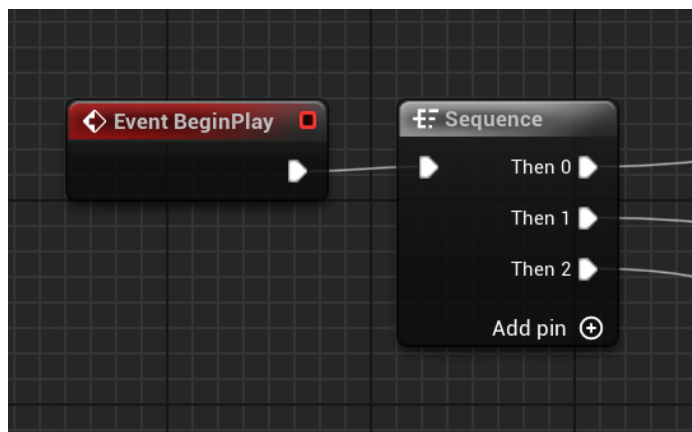 Event BeginPlay
Sequence
Then 0
Then 1
Then 2
Add pin